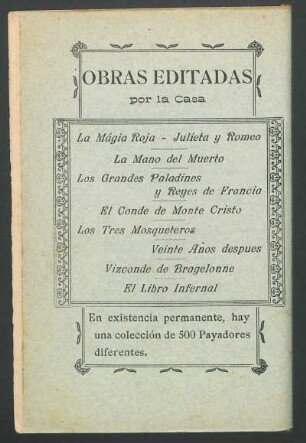 OBRAS EDITADAS
por la Casa
La Mágia Roja - Julieta y Romeo
La Mano del Muerto
Los Grandes Paladines
y Reyes de Francia
El Conde de Monte Cristo
Los Tres Mosqueteros
Veinte Años despues
Vizconde de Bragelonne
El Libro Infernal
En existencia permanente, hay
una colección de 500 Payadores
diferentes.